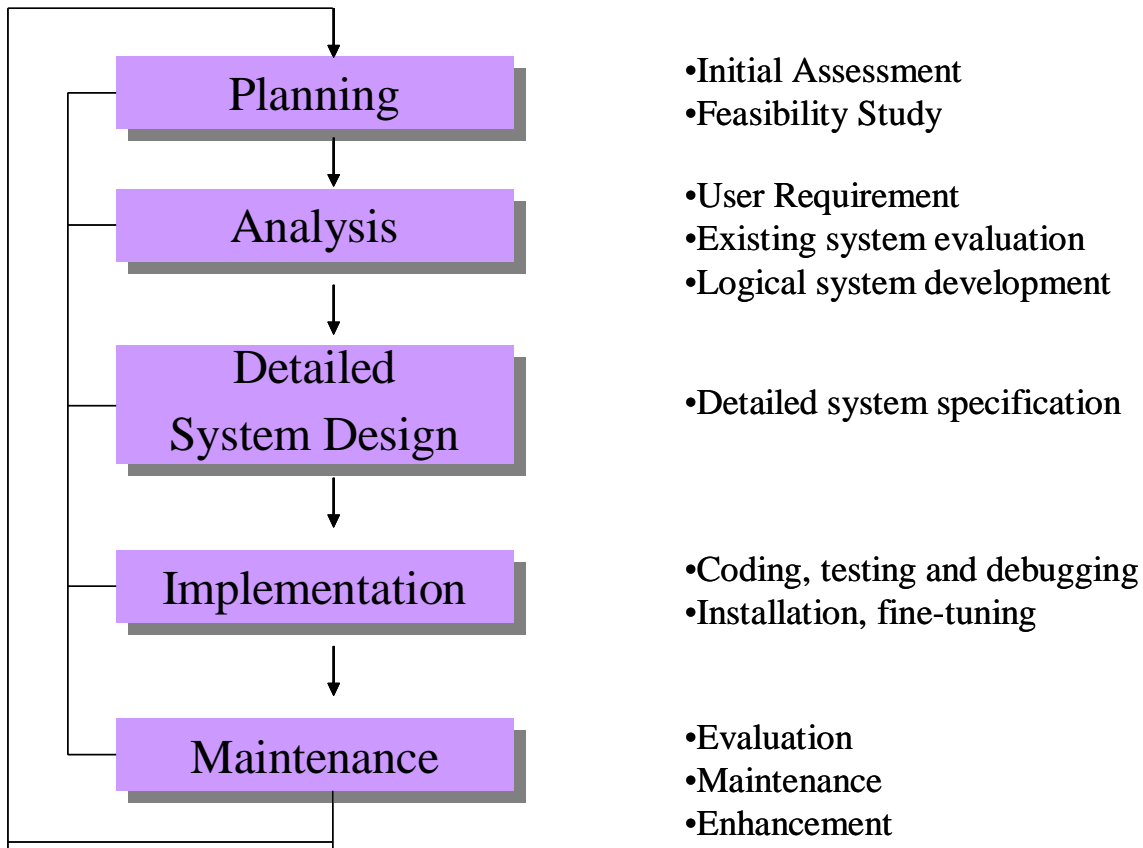 Planning
•Initial Assessment
•Feasibility Study
Analysis
•User Requirement
•Existing system evaluation
•Logical system development
Detailed
System Design
•Detailed system specification
Implementation
•Coding, testing and debugging
•Installation, fine-tuning
Maintenance
•Evaluation
•Maintenance
•Enhancement